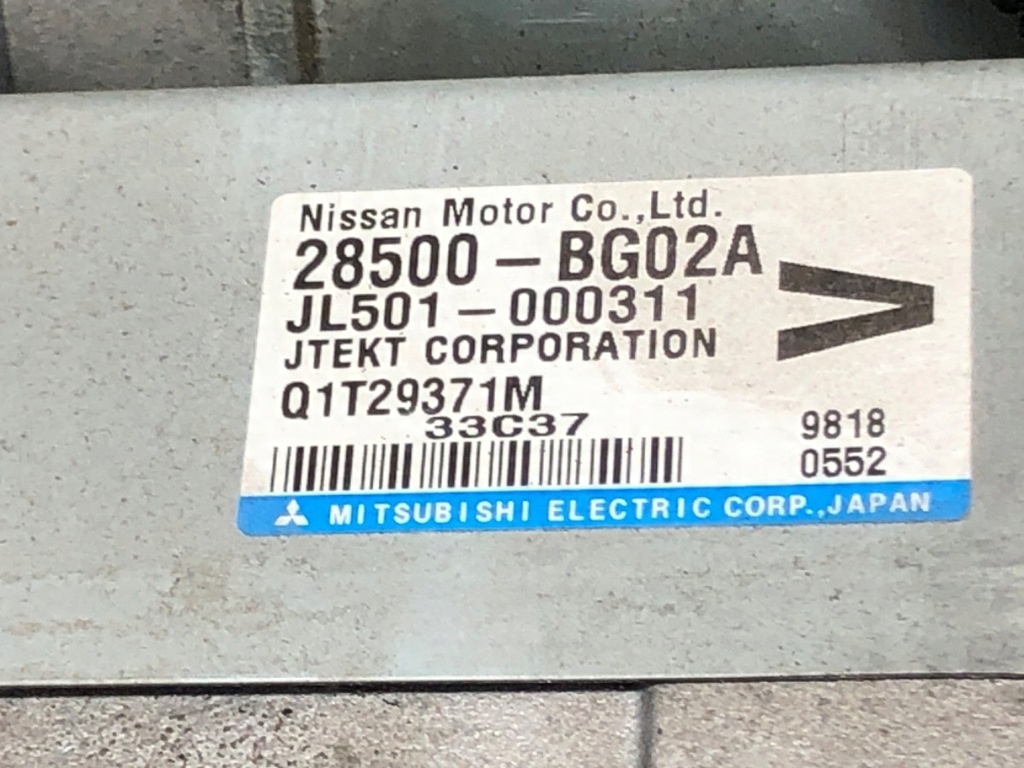 Nissan Motor Co.,Ltd.
28500-BG02A
JL501-000311
JTEKT CORPORATION
Q1T29371M
33C37
9818
0552
MITSUBISHI ELECTRIC CORP.,JAPAN